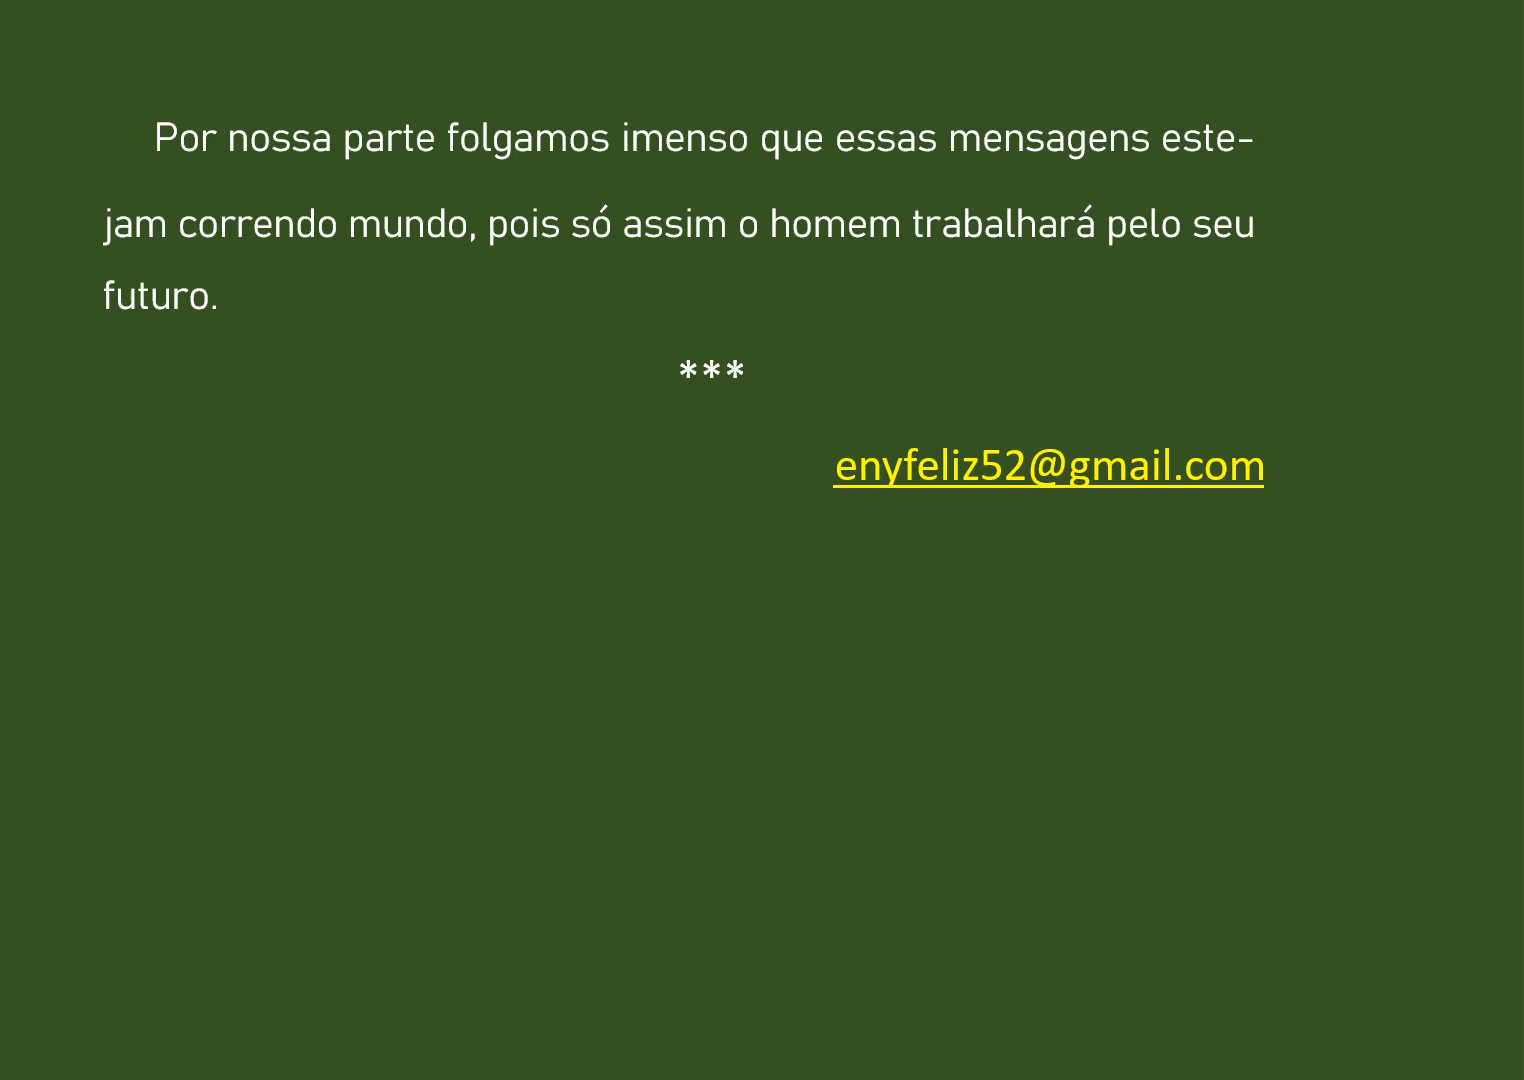 Por nossa parte folgamos imenso que essas mensagens este-
jam correndo mundo, pois só assim o homem trabalhará pelo seu
futuro.
***
enyfeliz52@gmail.com